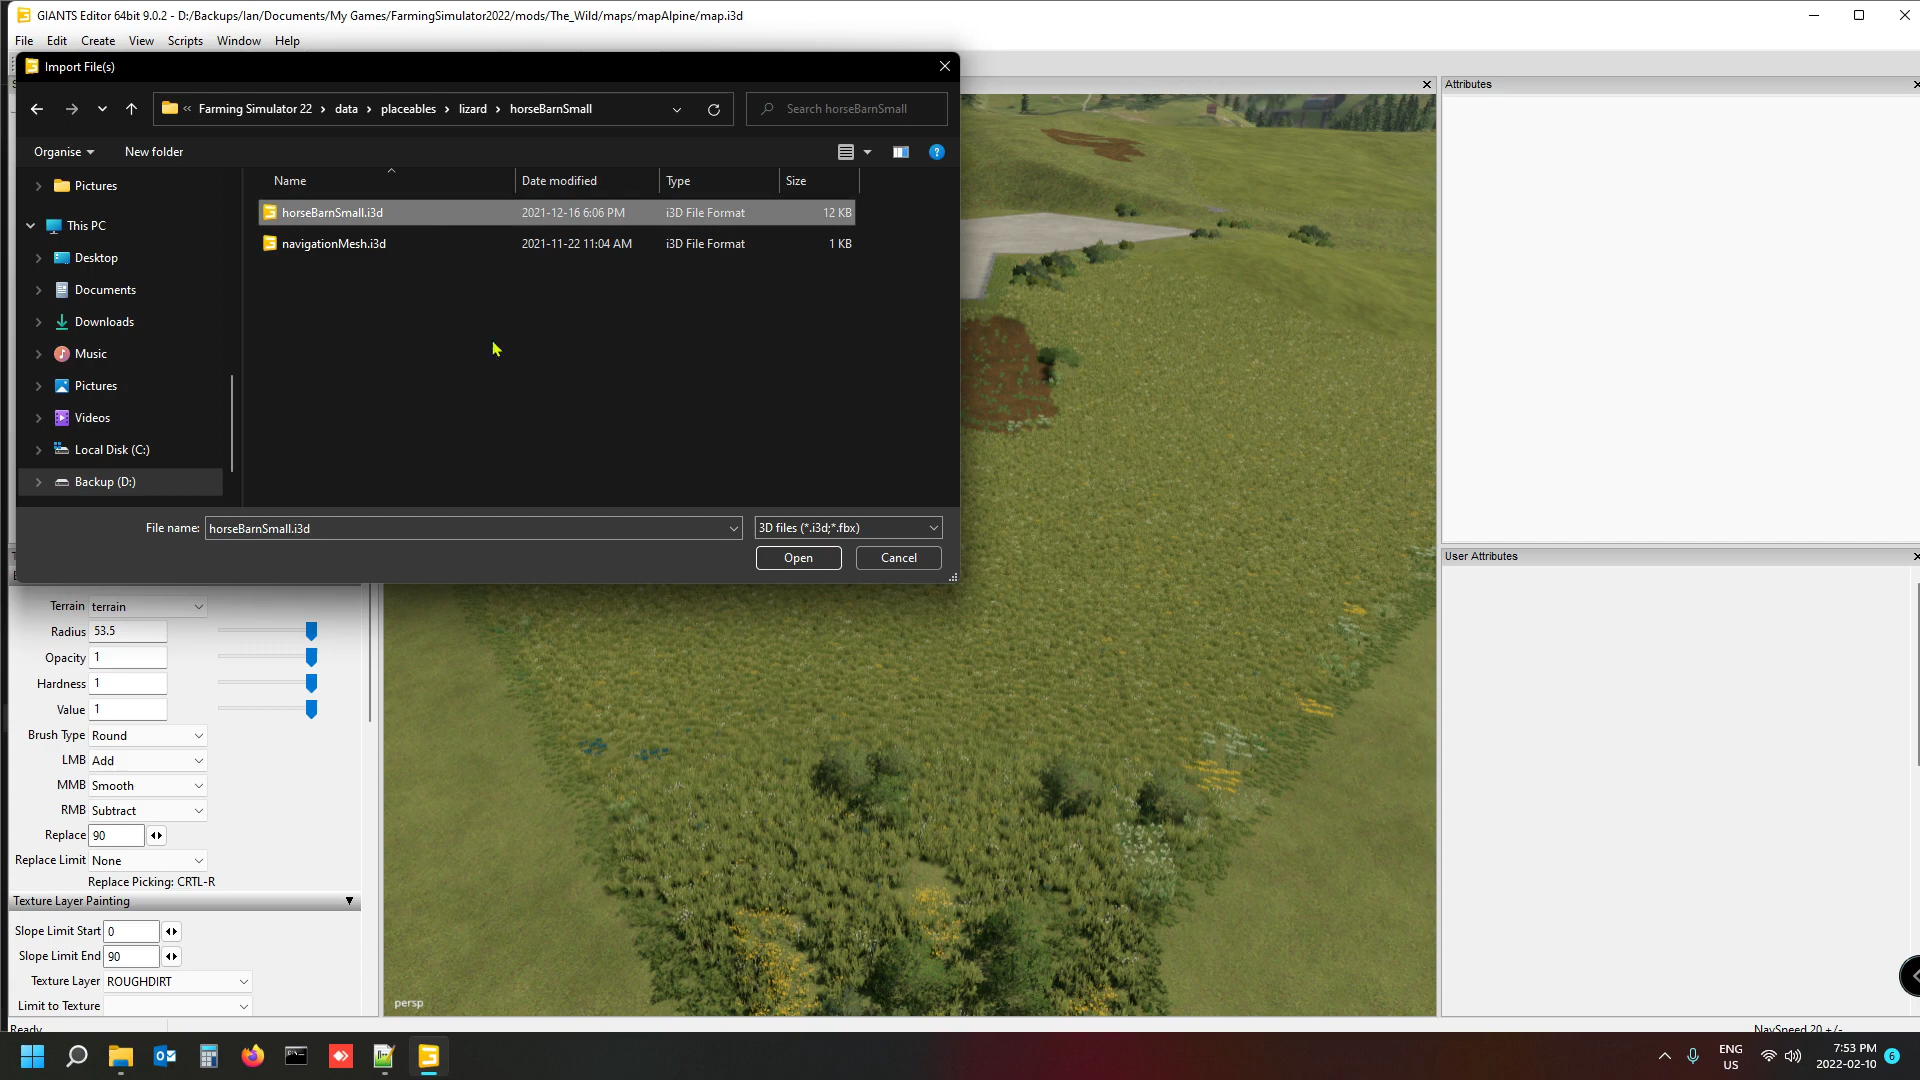 GIANTS Editor 64bit 9.0.2 - D:/Backups/Ian/Documents/My Games/FarmingSimulator2022/mods/The_Wild/maps/mapAlpine/map.i3d
File Edit Create View Scripts Window Help
Import File(s)
Attributes
« Farming Simulator 22 > data > placeables > lizard > horseBarnSmall
Search horseBarnSmall
Organise
New folder
Name
Date modified
Type
Size
horseBarnSmall.i3d 2021-12-16 6:06 PM i3D File Format 12 KB
navigationMesh.i3d 2021-11-22 11:04 AM i3D File Format 1 KB
Pictures
This PC
Desktop
Documents
Downloads
Music
Pictures
Videos
Local Disk (C:)
Backup (D:)
File name: horseBarnSmall.i3d
3D files (*.i3d;*.fbx)
Open
Cancel
User Attributes
Terrain terrain
Radius 53.5
Opacity 1
Hardness 1
Value 1
Brush Type Round
LMB Add
MMB Smooth
RMB Subtract
Replace 90
Replace Limit None
Replace Picking: CRTL-R
Texture Layer Painting
Slope Limit Start 0
Slope Limit End 90
Texture Layer ROUGHDIRT
Limit to Texture
persp
Ready
NavSpeed 20 +/-
ENG
US
7:53 PM
2022-02-10
6